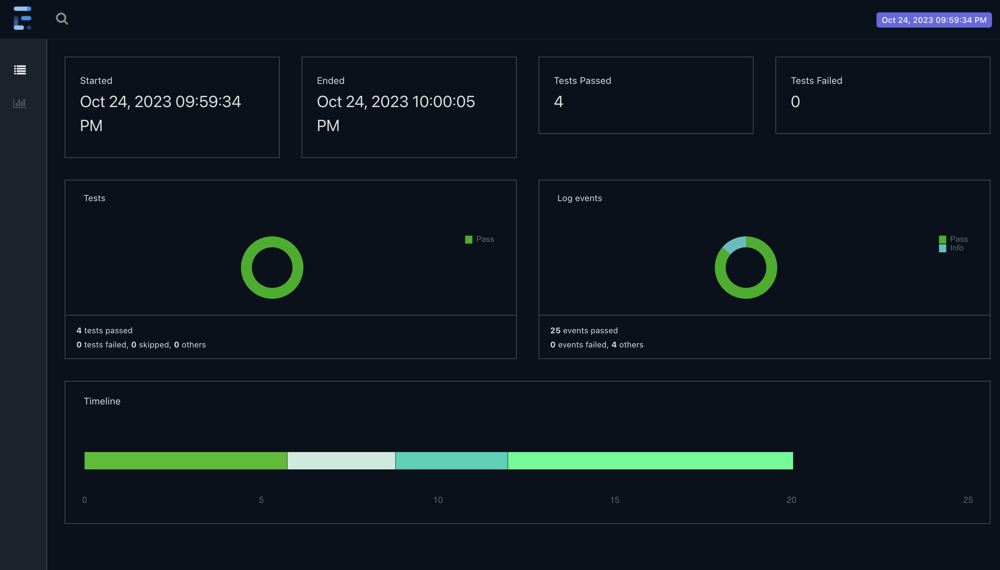 Oct 24, 2023 09:59:34 PM
Started
Oct 24, 2023 09:59:34
PM
Ended
Oct 24, 2023 10:00:05
PM
Tests Passed
4
Tests Failed
0
Tests
Pass
4 tests passed
0 tests failed, 0 skipped, 0 others
Log events
Pass
Info
25 events passed
0 events failed, 4 others
Timeline
0 5 10 15 20 25